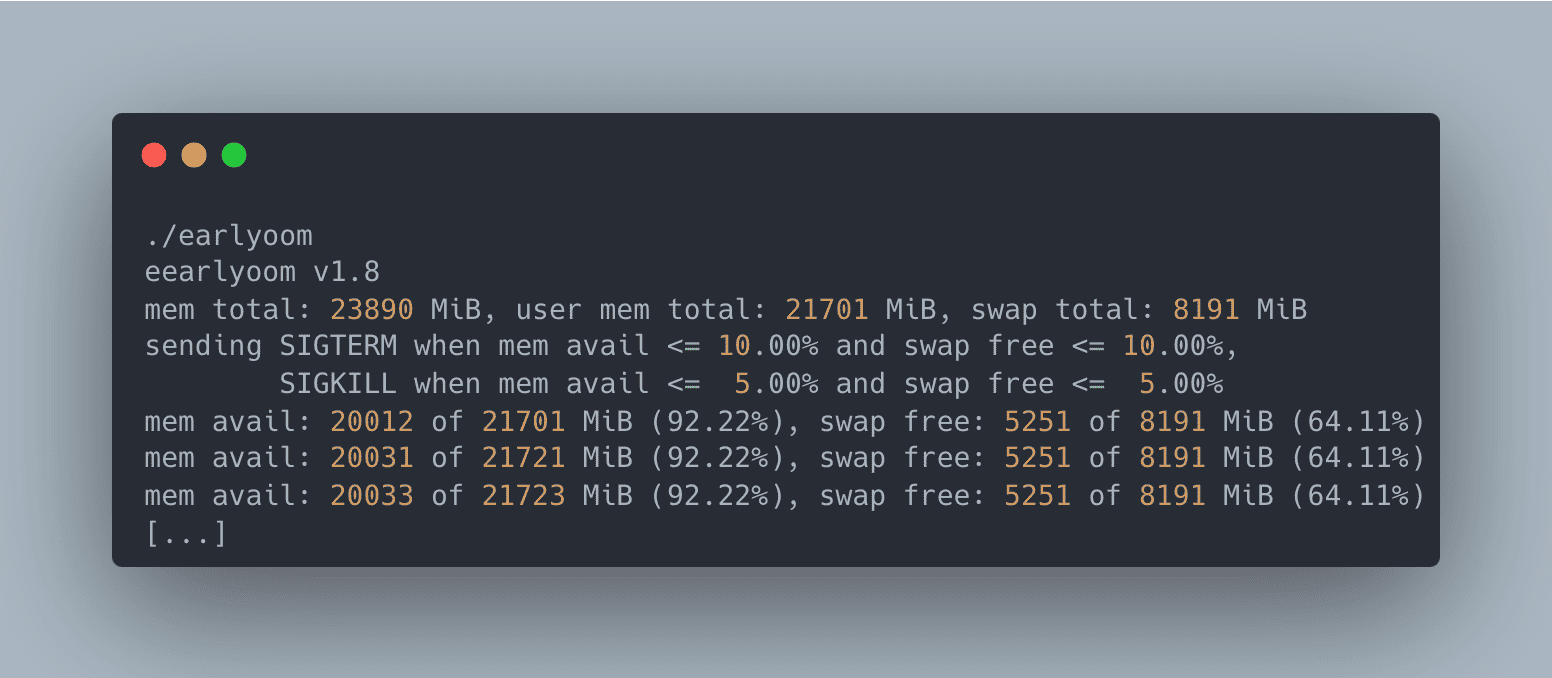 ./earlyoom
eearlyoom v1.8
mem total: 23890 MiB, user mem total: 21701 MiB, swap total: 8191 MiB
sending SIGTERM when mem avail <= 10.00% and swap free <= 10.00%,
        SIGKILL when mem avail <=  5.00% and swap free <=  5.00%
mem avail: 20012 of 21701 MiB (92.22%), swap free: 5251 of 8191 MiB (64.11%)
mem avail: 20031 of 21721 MiB (92.22%), swap free: 5251 of 8191 MiB (64.11%)
mem avail: 20033 of 21723 MiB (92.22%), swap free: 5251 of 8191 MiB (64.11%)
[...]